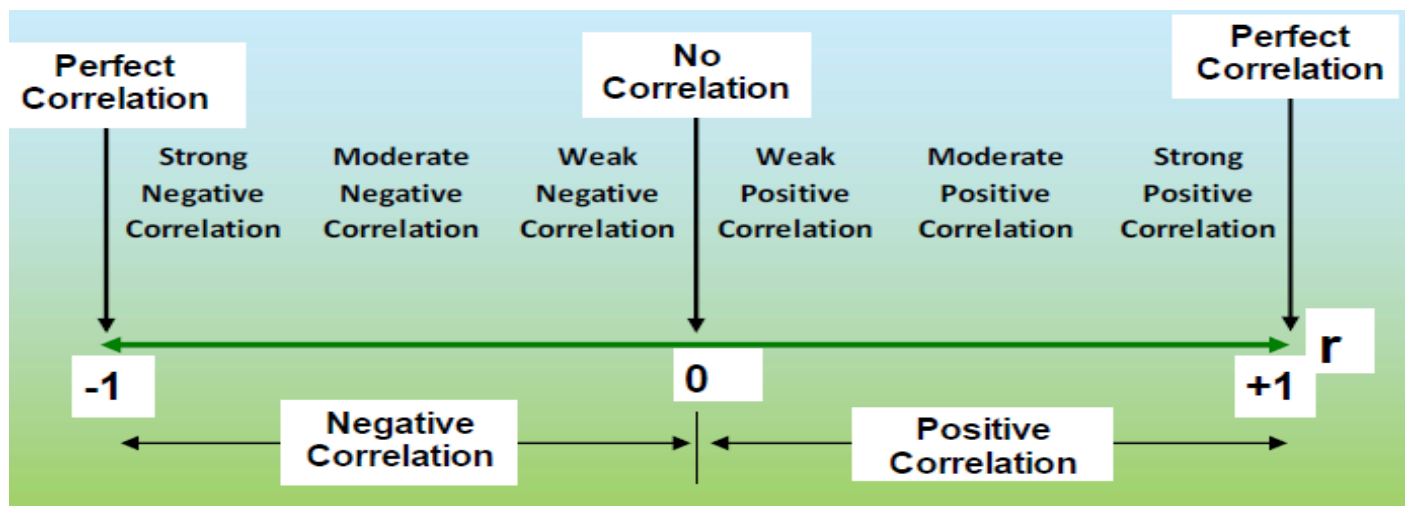 Perfect
Correlation
No
Correlation
Perfect
Correlation
Strong
Negative
Correlation
Moderate
Negative
Correlation
Weak
Negative
Correlation
Weak
Positive
Correlation
Moderate
Positive
Correlation
Strong
Positive
Correlation
-1
0
+1
r
Negative
Correlation
Positive
Correlation